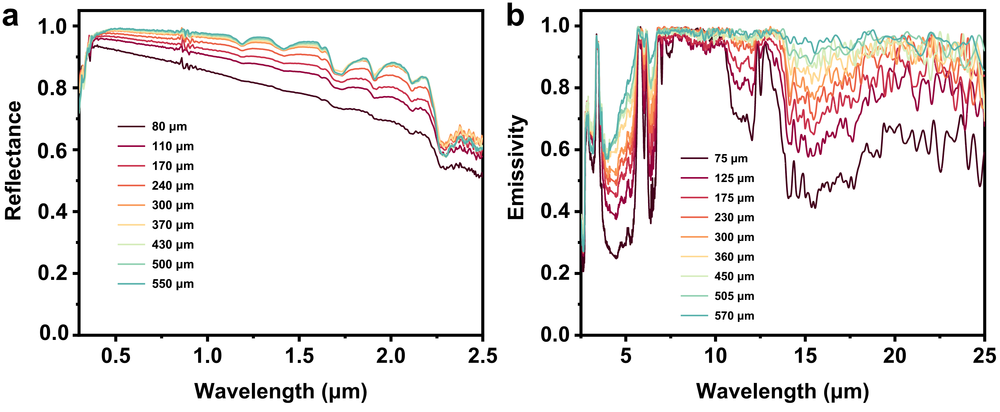 a
Reflectance
1.0
0.8
0.6
0.4
0.2
0.0
80 μm
110 μm
170 μm
240 μm
300 μm
370 μm
430 μm
500 μm
550 μm
0.5
1.0
1.5
2.0
2.5
Wavelength (μm)
b
Emissivity
1.0
0.8
0.6
0.4
0.2
0.0
75 μm
125 μm
175 μm
230 μm
300 μm
360 μm
450 μm
505 μm
570 μm
5
10
15
20
25
Wavelength (μm)